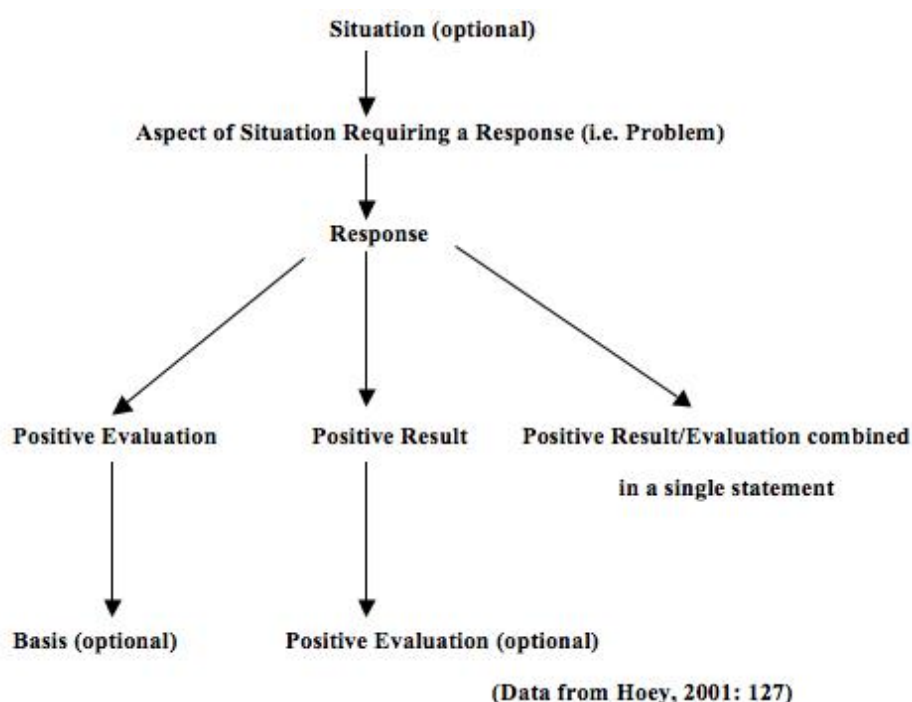 Situation (optional)
Aspect of Situation Requiring a Response (i.e. Problem)
Response
Positive Evaluation
Positive Result
Positive Result/Evaluation combined
in a single statement
Basis (optional)
Positive Evaluation (optional)
(Data from Hoey, 2001: 127)